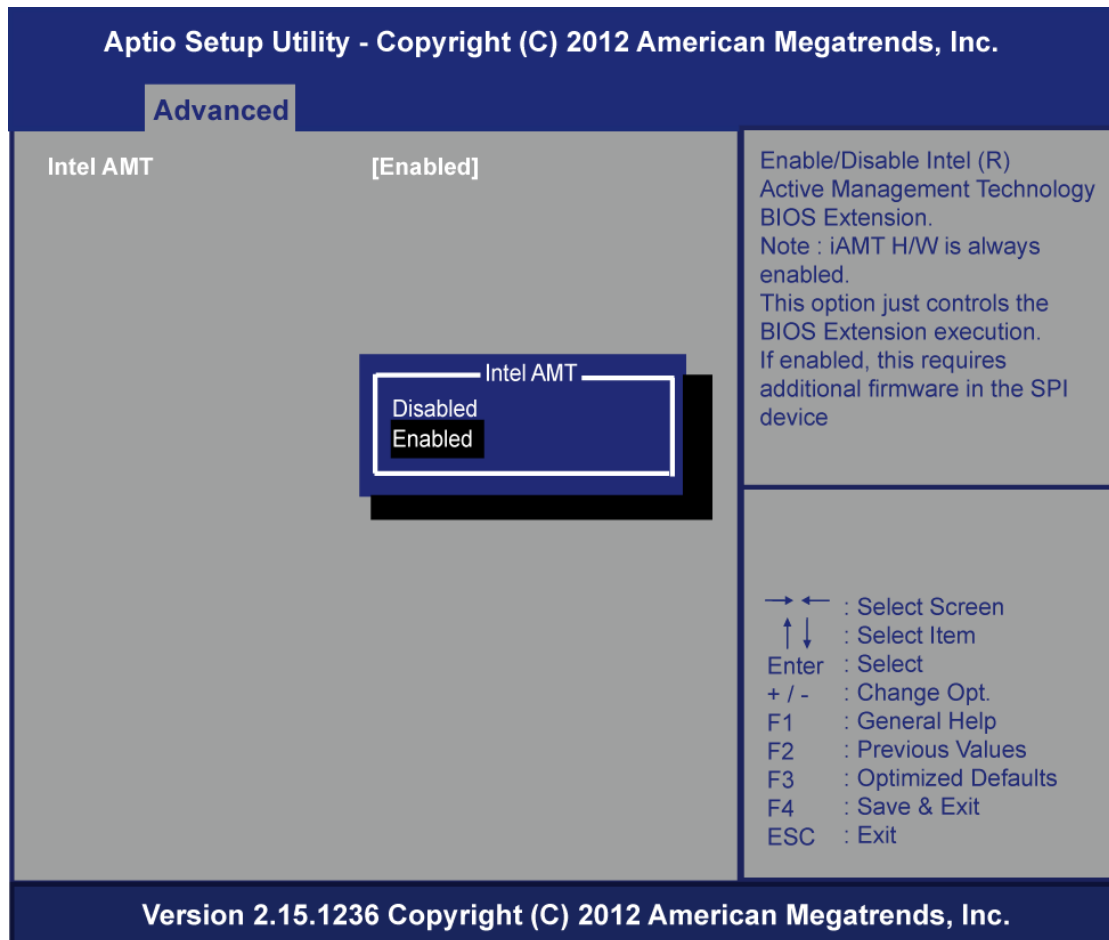 Aptio Setup Utility - Copyright (C) 2012 American Megatrends, Inc.
Advanced
Intel AMT [Enabled]
Intel AMT
Disabled
Enabled
Enable/Disable Intel (R)
Active Management Technology
BIOS Extension.
Note : iAMT H/W is always
enabled.
This option just controls the
BIOS Extension execution.
If enabled, this requires
additional firmware in the SPI
device
→← : Select Screen
↑↓ : Select Item
Enter : Select
+ / - : Change Opt.
F1 : General Help
F2 : Previous Values
F3 : Optimized Defaults
F4 : Save & Exit
ESC : Exit
Version 2.15.1236 Copyright (C) 2012 American Megatrends, Inc.